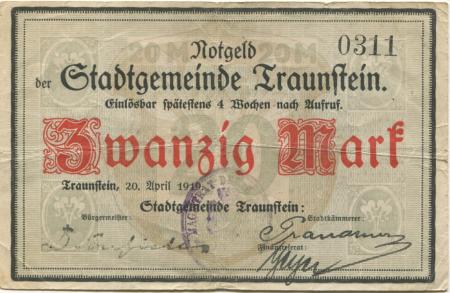 Notgeld
0311
der Stadtgemeinde Traunstein.
Einlösbar spätestens 4 Wochen nach Aufruf.
Zwanzig Mark
Traunstein, 20. April 1919.
Stadtgemeinde Traunstein:
Bürgermeister:
Stadtkämmerer:
Finanzreferat: